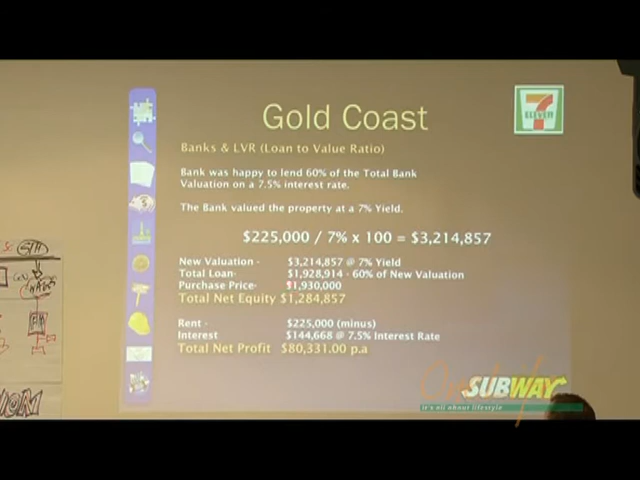 Gold Coast
7
ELEVEn
Banks & LVR (Loan to Value Ratio)
Bank was happy to lend 60% of the Total Bank
Valuation on a 7.5% interest rate.
The Bank valued the property at a 7% Yield.
$225,000 / 7% x 100 = $3,214,857
New Valuation - $3,214,857 @ 7% Yield
Total Loan- $1,928,914 - 60% of New Valuation
Purchase Price- $1,930,000
Total Net Equity $1,284,857
Rent - $225,000 (minus)
Interest $144,668 @ 7.5% Interest Rate
Total Net Profit $80,331.00 p.a
SUBWAY
it's all about lifestyle